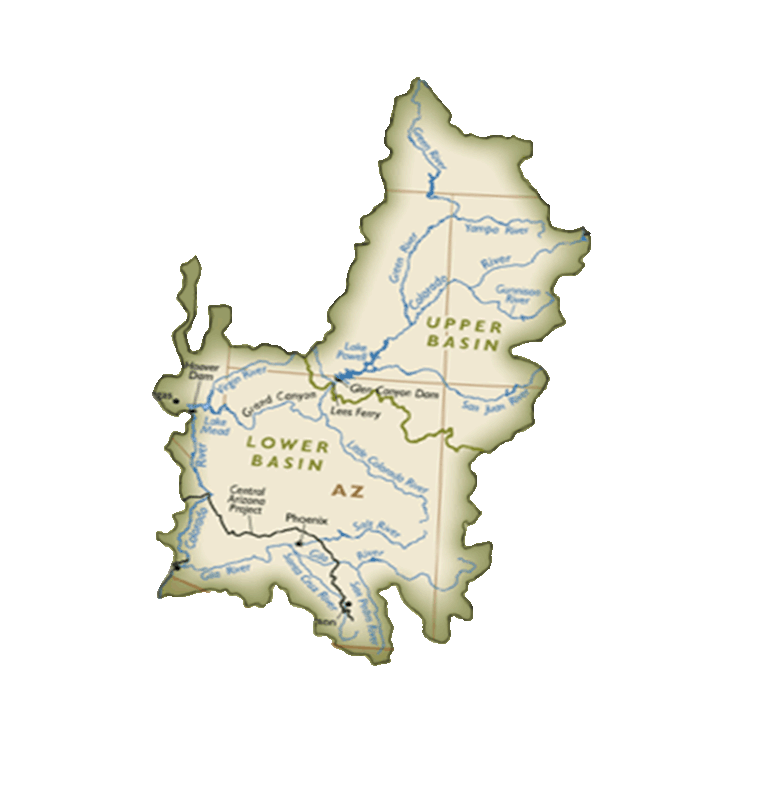 Green River
Yampa River
Green River
Colorado River
Gunnison
River
UPPER
BASIN
Lake
Powell
Glen Canyon Dam
San Juan River
Lees Ferry
Hoover
Dam
Virgin River
Grand Canyon
Lake
Mead
LOWER
BASIN
Little Colorado River
AZ
Colorado River
Central
Arizona
Project
Phoenix
Salt River
Gila River
Gila River
Santa Cruz River
San Pedro River